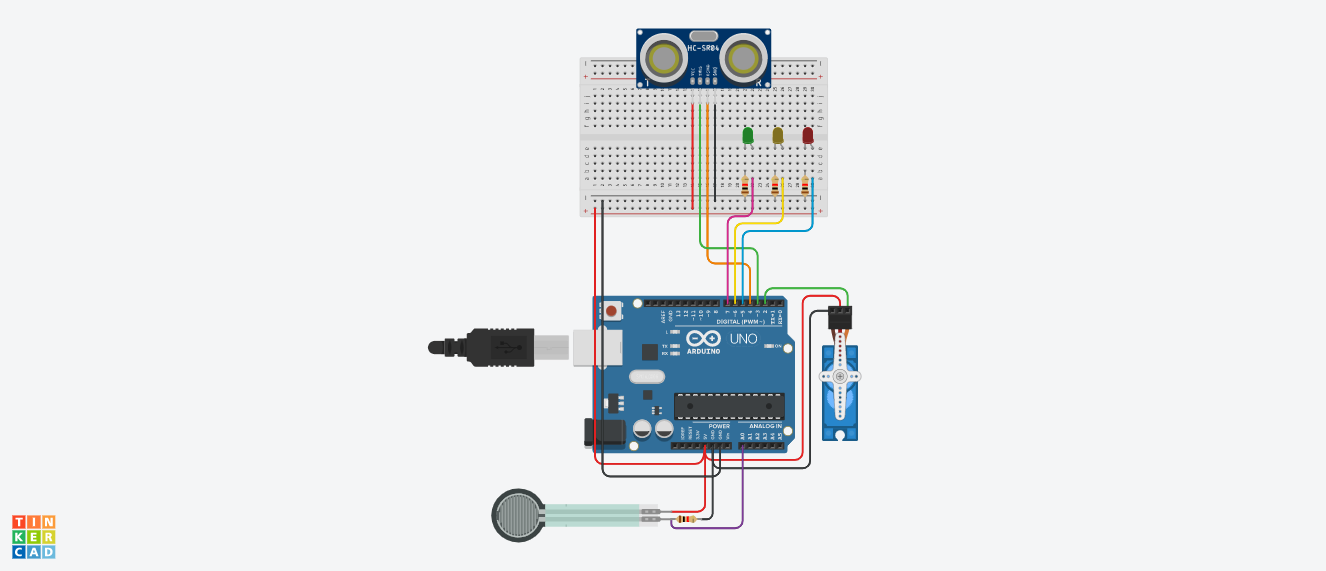 HC-SR04
VCC
TRIG
ECHO
GND
T
R
AREF
GND
13
12
~11
~10
~9
8
7
~6
~5
4
~3
2
TX→1
RX←0
DIGITAL (PWM~)
L
TX
RX
ARDUINO
UNO
ON
POWER
ANALOG IN
IOREF
RESET
3.3V
5V
GND
GND
Vin
A0
A1
A2
A3
A4
A5
TIN
KER
CAD